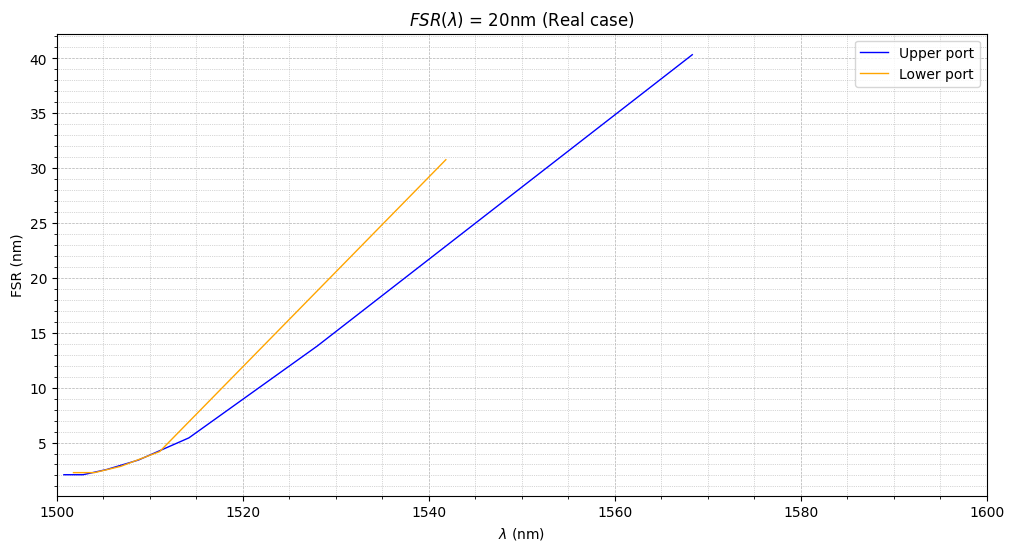 FSR(λ) = 20nm (Real case)
Upper port
Lower port
FSR (nm)
40
35
30
25
20
15
10
5
1500
1520
1540
1560
1580
1600
λ (nm)